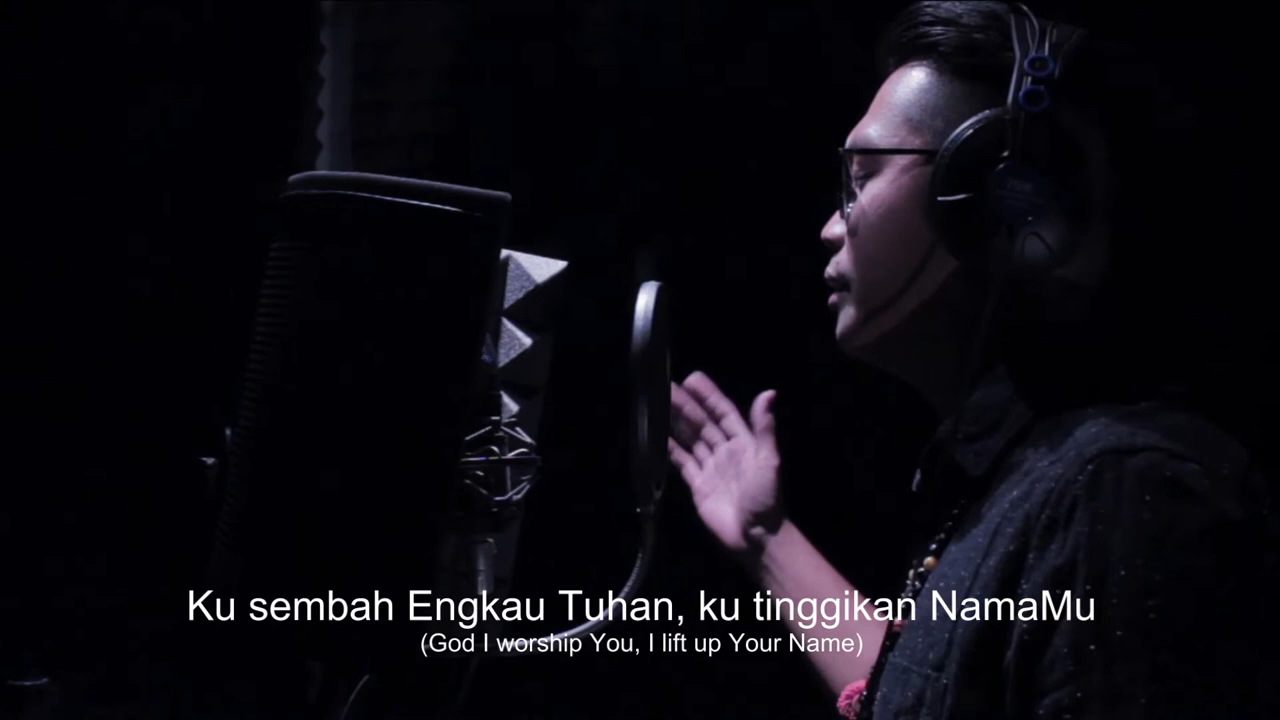 Ku sembah Engkau Tuhan, ku tinggikan NamaMu
(God I worship You, I lift up Your Name)